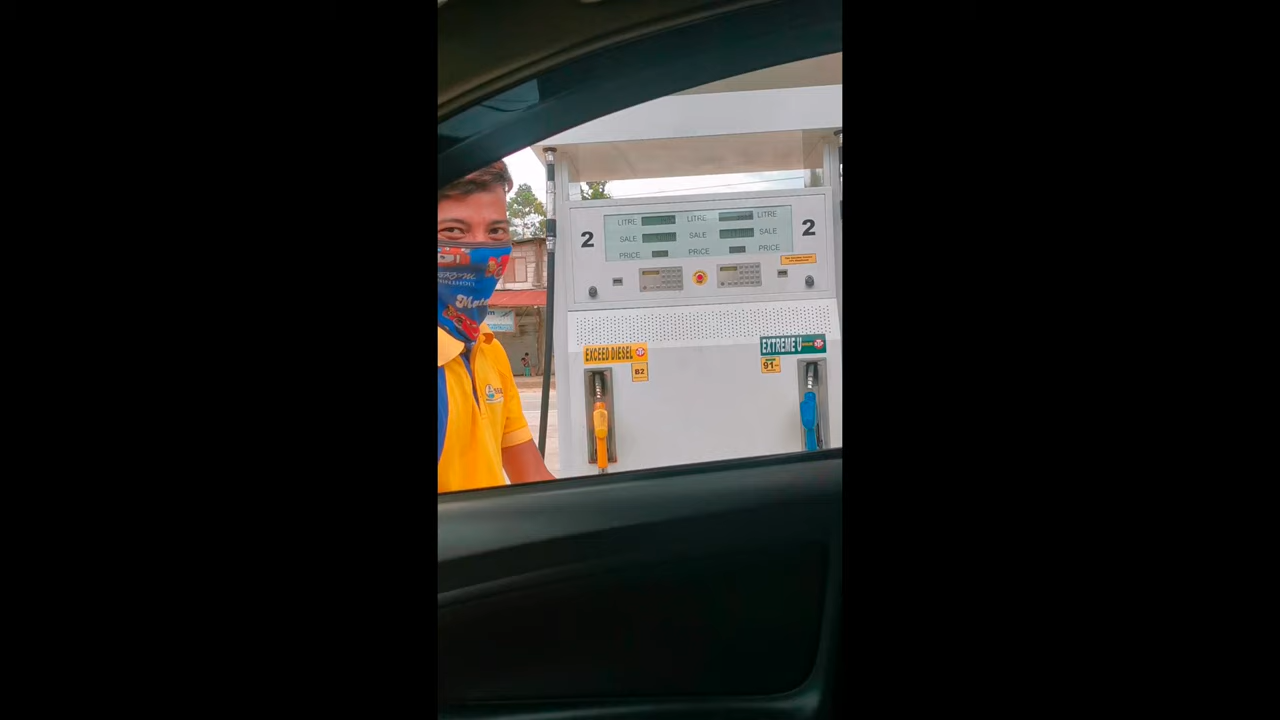 LITRE LITRE LITRE
SALE SALE SALE
PRICE PRICE PRICE
2 2
EXCEED DIESEL
B2
EXTREME U
91